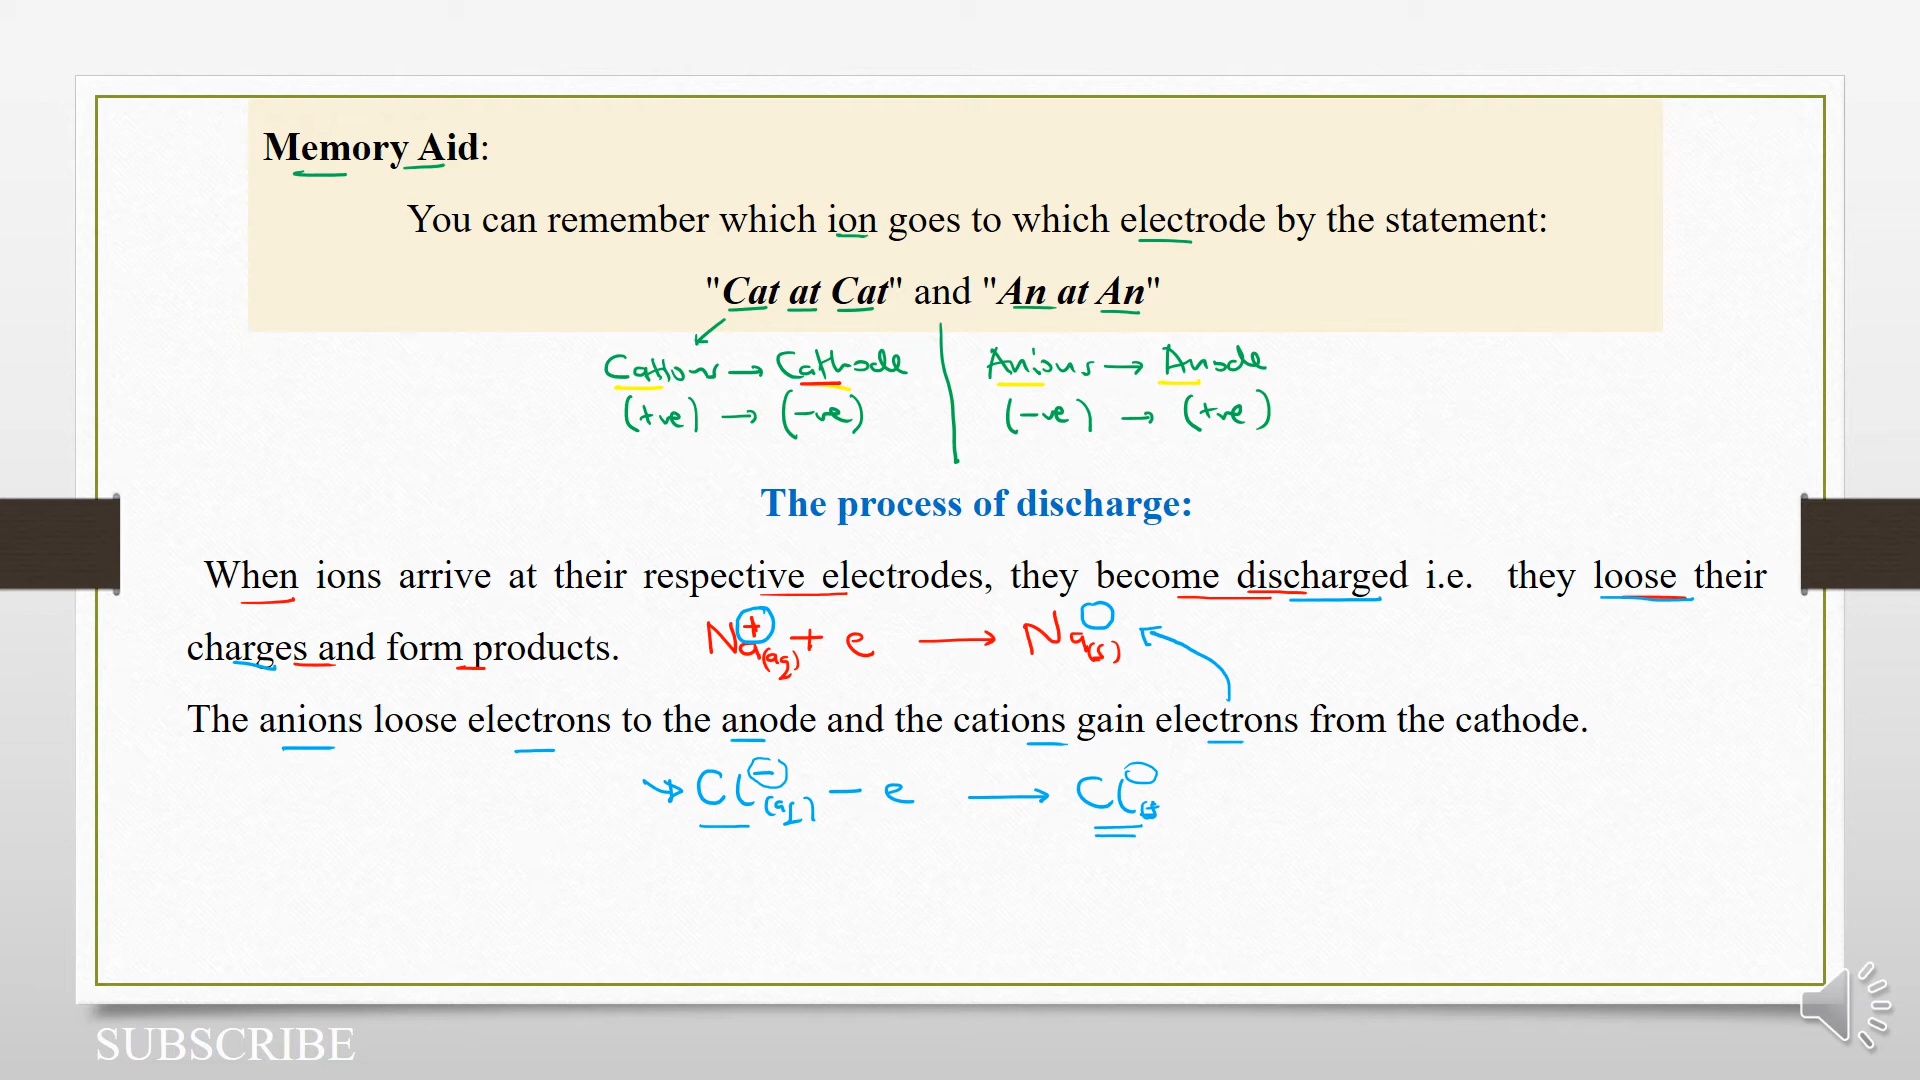 Memory Aid:
You can remember which ion goes to which electrode by the statement:
"Cat at Cat" and "An at An"
Cations → Cathode
Anions → Anode
(+ve) → (-ve)
(-ve) → (+ve)
The process of discharge:
When ions arrive at their respective electrodes, they become discharged i.e. they loose their
charges and form products.
Na+(aq) + e → Na(s)
The anions loose electrons to the anode and the cations gain electrons from the cathode.
Cl-(aq) - e → Cl
SUBSCRIBE